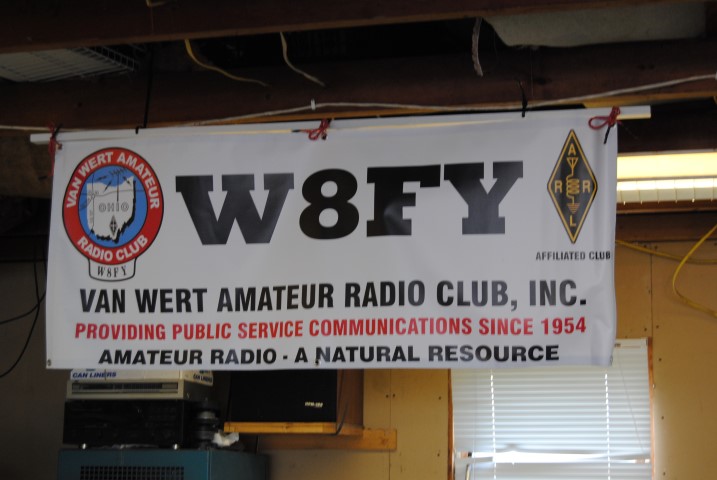 VAN WERT AMATEUR
OHIO
RADIO CLUB
W8FY
W8FY
A
R R
L
AFFILIATED CLUB
VAN WERT AMATEUR RADIO CLUB, INC.
PROVIDING PUBLIC SERVICE COMMUNICATIONS SINCE 1954
AMATEUR RADIO - A NATURAL RESOURCE
CAN LINERS